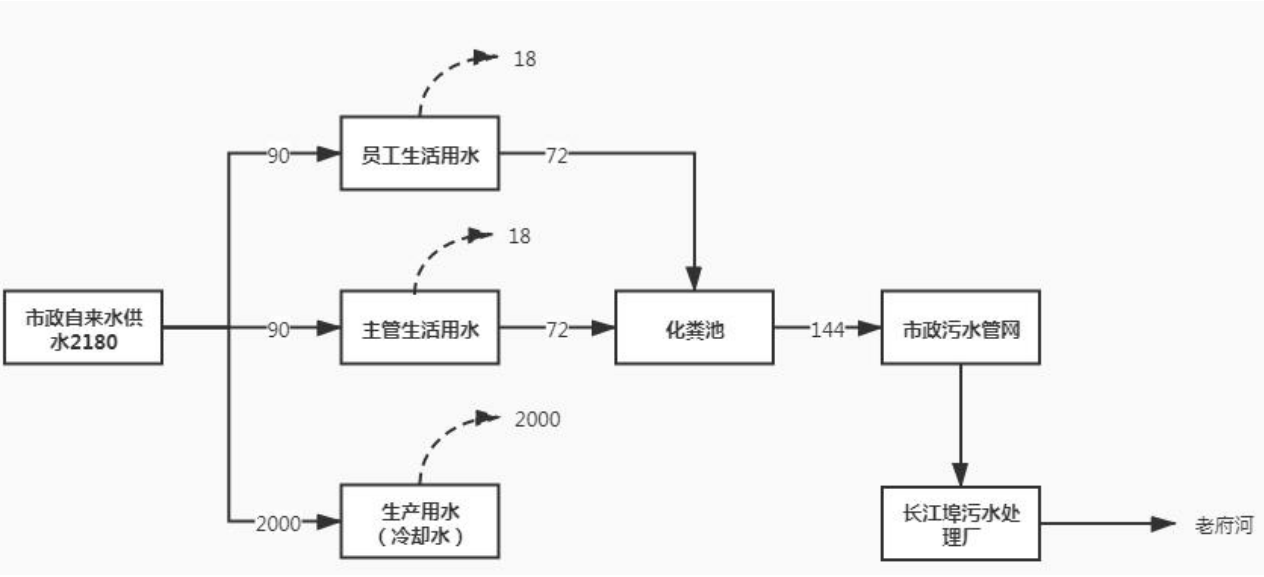 18
90
员工生活用水
72
18
市政自来水供
水2180
90
主管生活用水
72
化粪池
144
市政污水管网
2000
2000
生产用水
（冷却水）
长江埠污水处
理厂
老府河